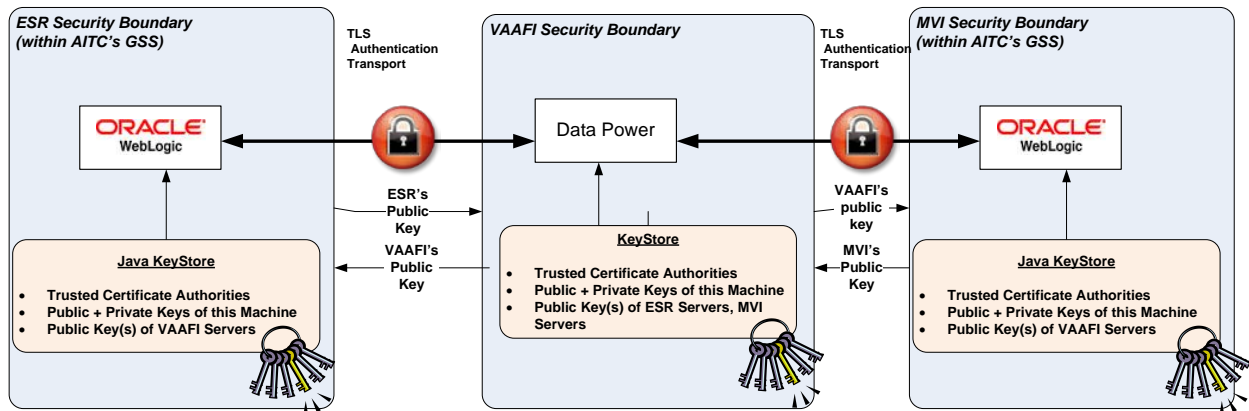 ESR Security Boundary
(within AITC's GSS)
ORACLE
WebLogic
Java KeyStore
• Trusted Certificate Authorities
• Public + Private Keys of this Machine
• Public Key(s) of VAAFI Servers
TLS
Authentication
Transport
ESR's
Public
Key
VAAFI's
Public
Key
VAAFI Security Boundary
Data Power
KeyStore
• Trusted Certificate Authorities
• Public + Private Keys of this Machine
• Public Key(s) of ESR Servers, MVI
Servers
TLS
Authentication
Transport
VAAFI's
public
key
MVI's
Public
Key
MVI Security Boundary
(within AITC's GSS)
ORACLE
WebLogic
Java KeyStore
• Trusted Certificate Authorities
• Public + Private Keys of this Machine
• Public Key(s) of VAAFI Servers